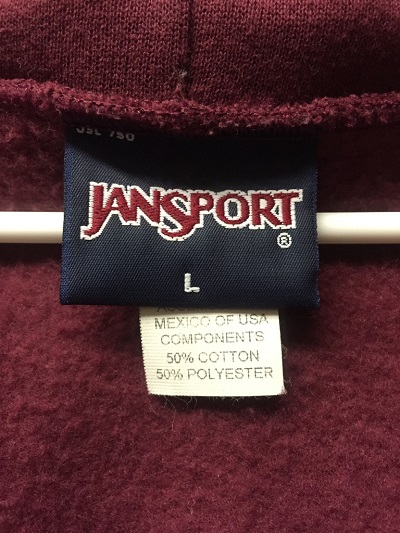 JANSPORT
®
L
MEXICO OF USA
COMPONENTS
50% COTTON
50% POLYESTER